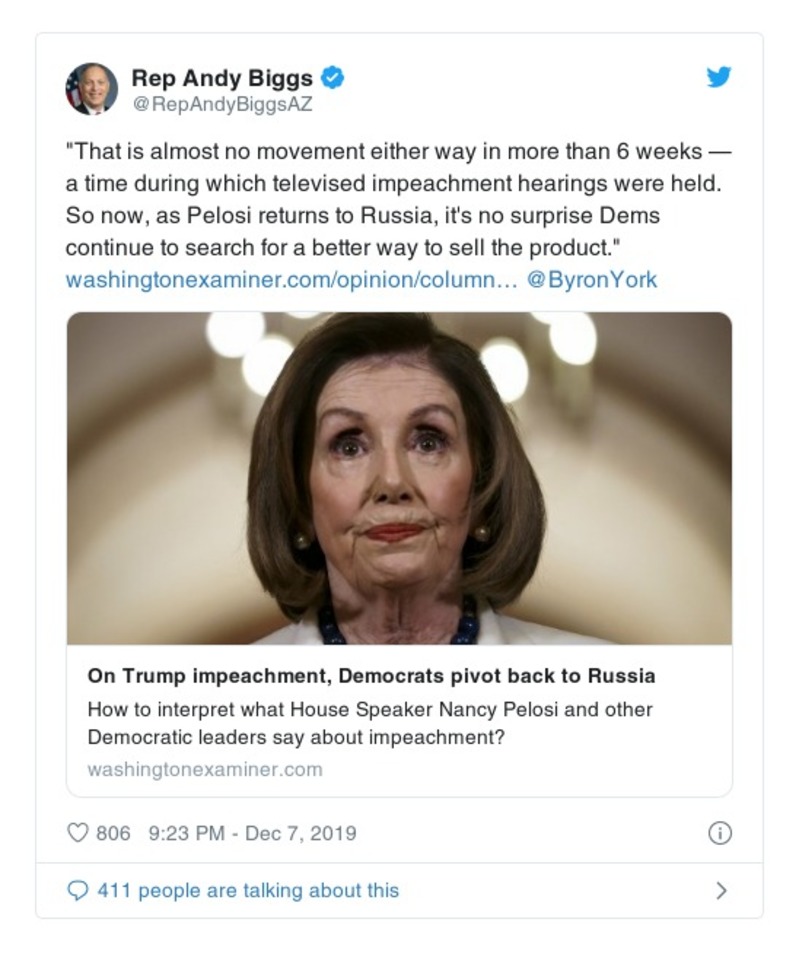 Rep Andy Biggs
@RepAndyBiggsAZ
"That is almost no movement either way in more than 6 weeks —
a time during which televised impeachment hearings were held.
So now, as Pelosi returns to Russia, it's no surprise Dems
continue to search for a better way to sell the product."
washingtonexaminer.com/opinion/column… @ByronYork
On Trump impeachment, Democrats pivot back to Russia
How to interpret what House Speaker Nancy Pelosi and other
Democratic leaders say about impeachment?
washingtonexaminer.com
806 9:23 PM - Dec 7, 2019
411 people are talking about this